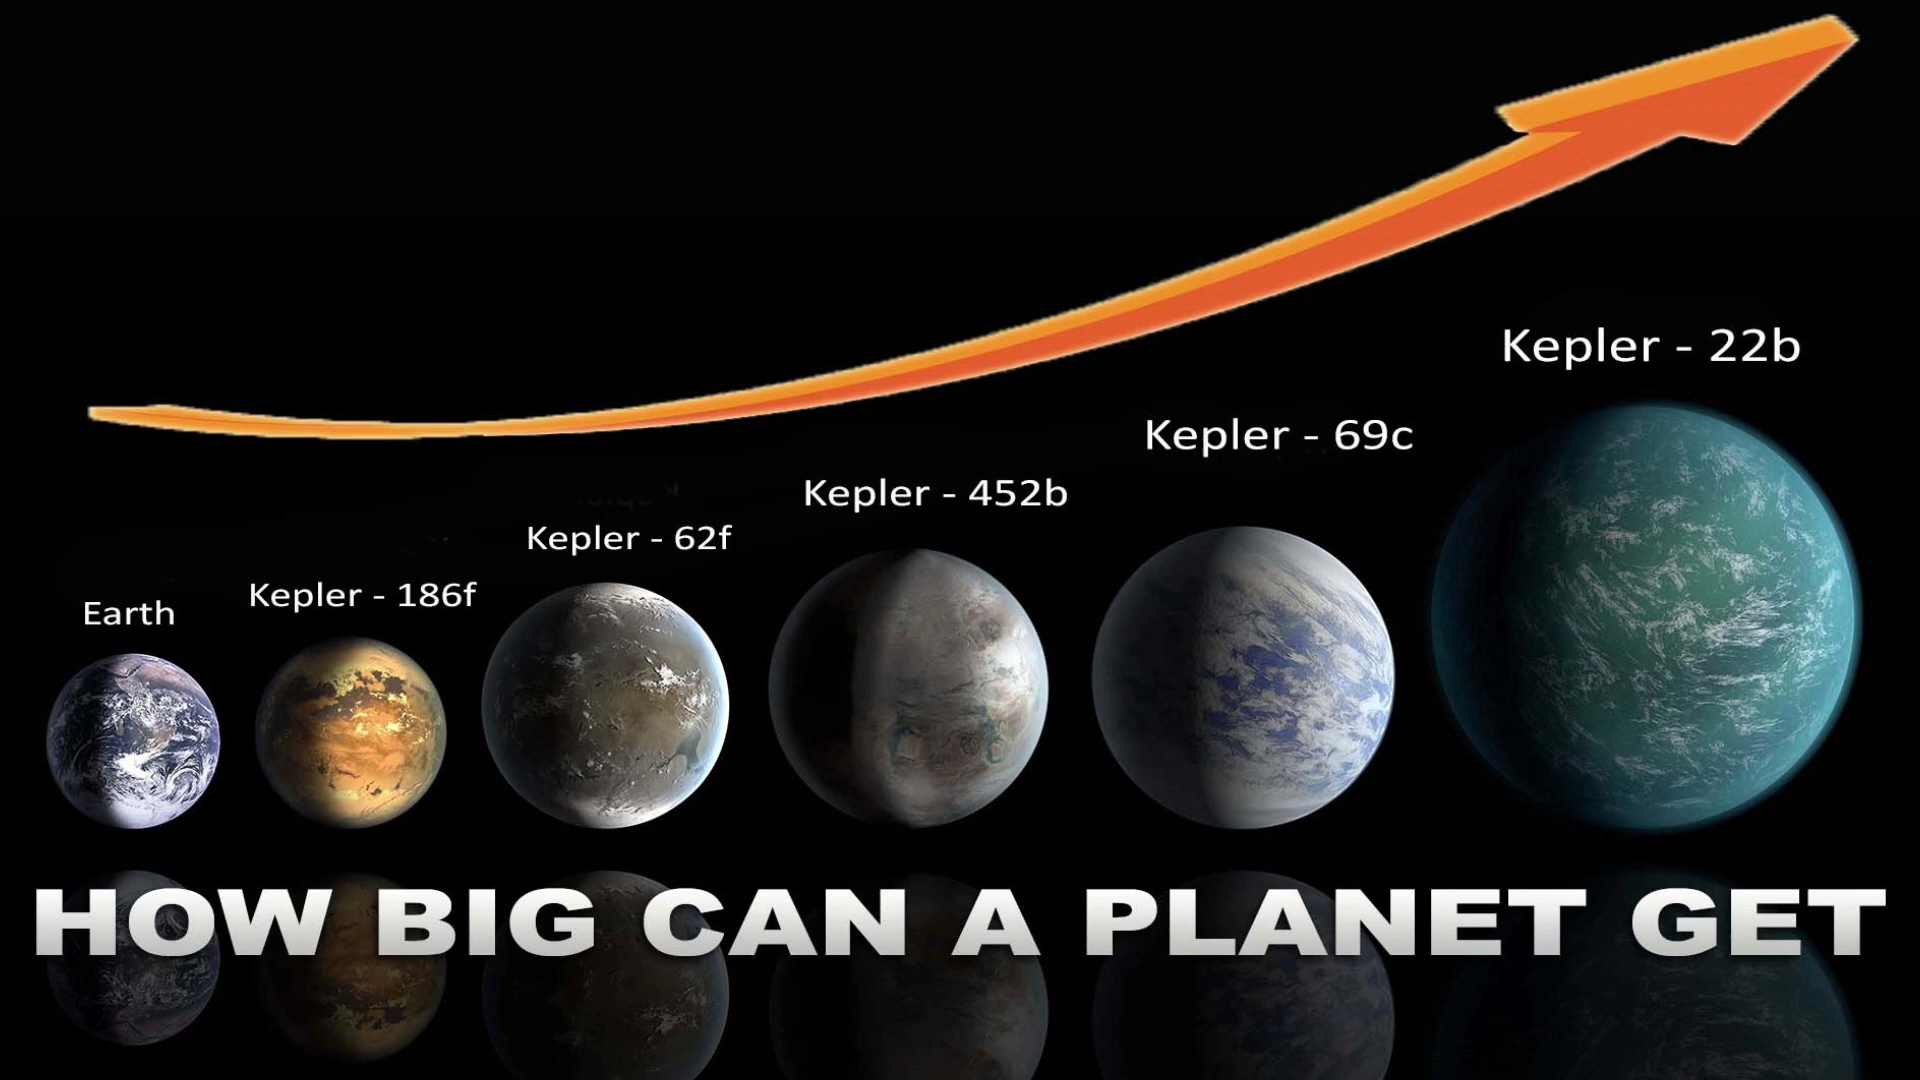 Kepler - 22b
Kepler - 69c
Kepler - 452b
Kepler - 62f
Kepler - 186f
Earth
HOW BIG CAN A PLANET GET